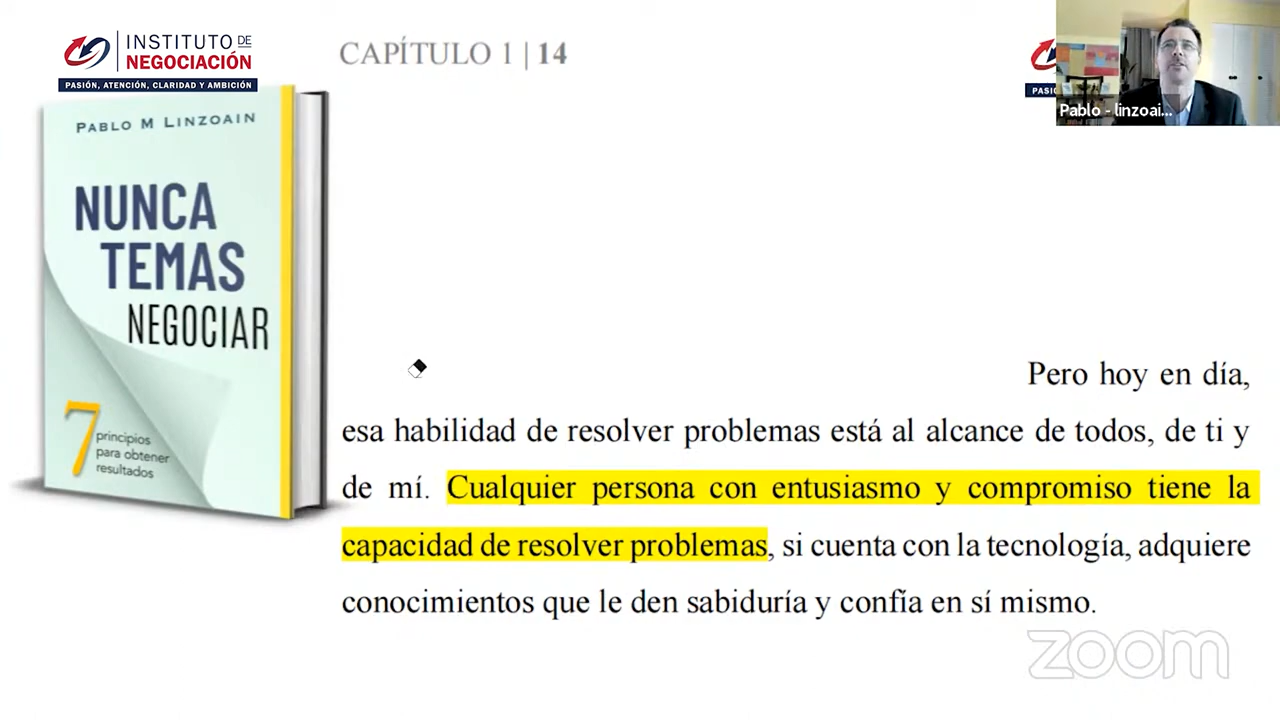 INSTITUTO DE
NEGOCIACIÓN
PASIÓN, ATENCIÓN, CLARIDAD Y AMBICIÓN
CAPÍTULO 1 | 14
Pablo - linzoai...
PABLO M LINZOAIN
NUNCA
TEMAS
NEGOCIAR
7 principios
para obtener
resultados
Pero hoy en día,
esa habilidad de resolver problemas está al alcance de todos, de ti y
de mí. Cualquier persona con entusiasmo y compromiso tiene la
capacidad de resolver problemas, si cuenta con la tecnología, adquiere
conocimientos que le den sabiduría y confía en sí mismo.
zoom